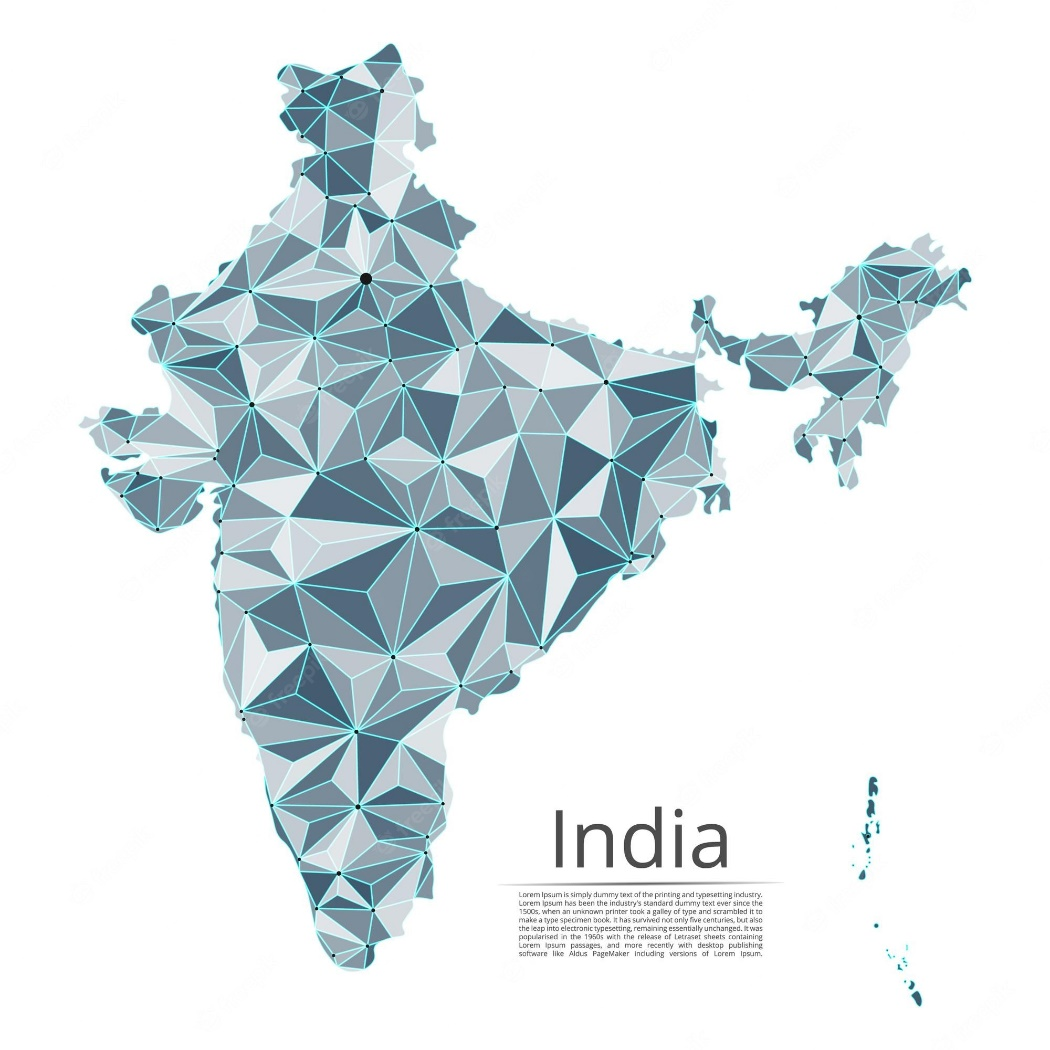 India
Lorem Ipsum is simply dummy text of the printing and typesetting industry.
Lorem Ipsum has been the industry's standard dummy text ever since the
1500s, when an unknown printer took a galley of type and scrambled it to
make a type specimen book. It has survived not only five centuries, but also
the leap into electronic typesetting, remaining essentially unchanged. It was
popularised in the 1960s with the release of Letraset sheets containing
Lorem Ipsum passages, and more recently with desktop publishing
software like Aldus PageMaker including versions of Lorem Ipsum.